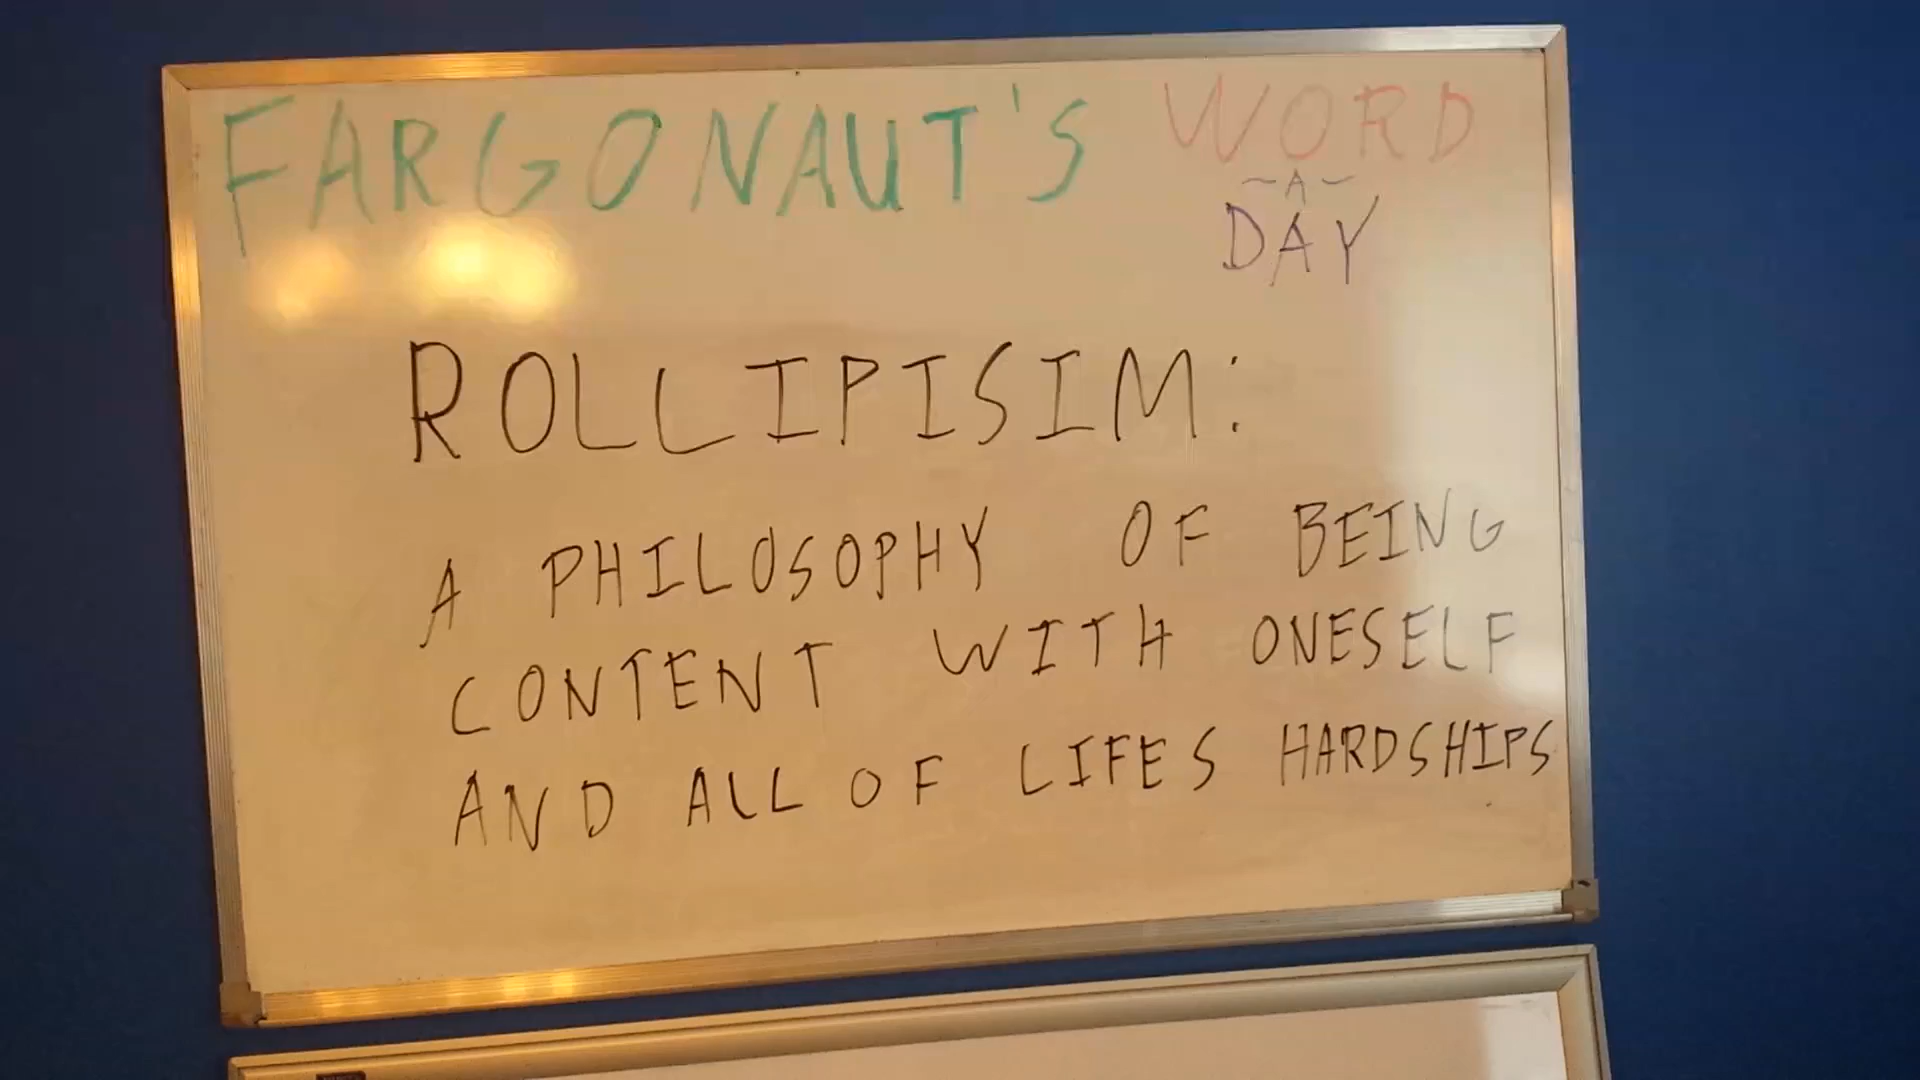 FARGONAUT'S WORD
-A-
DAY
ROLLIPISIM:
A PHILOSOPHY OF BEING
CONTENT WITH ONESELF
AND ALL OF LIFES HARDSHIPS